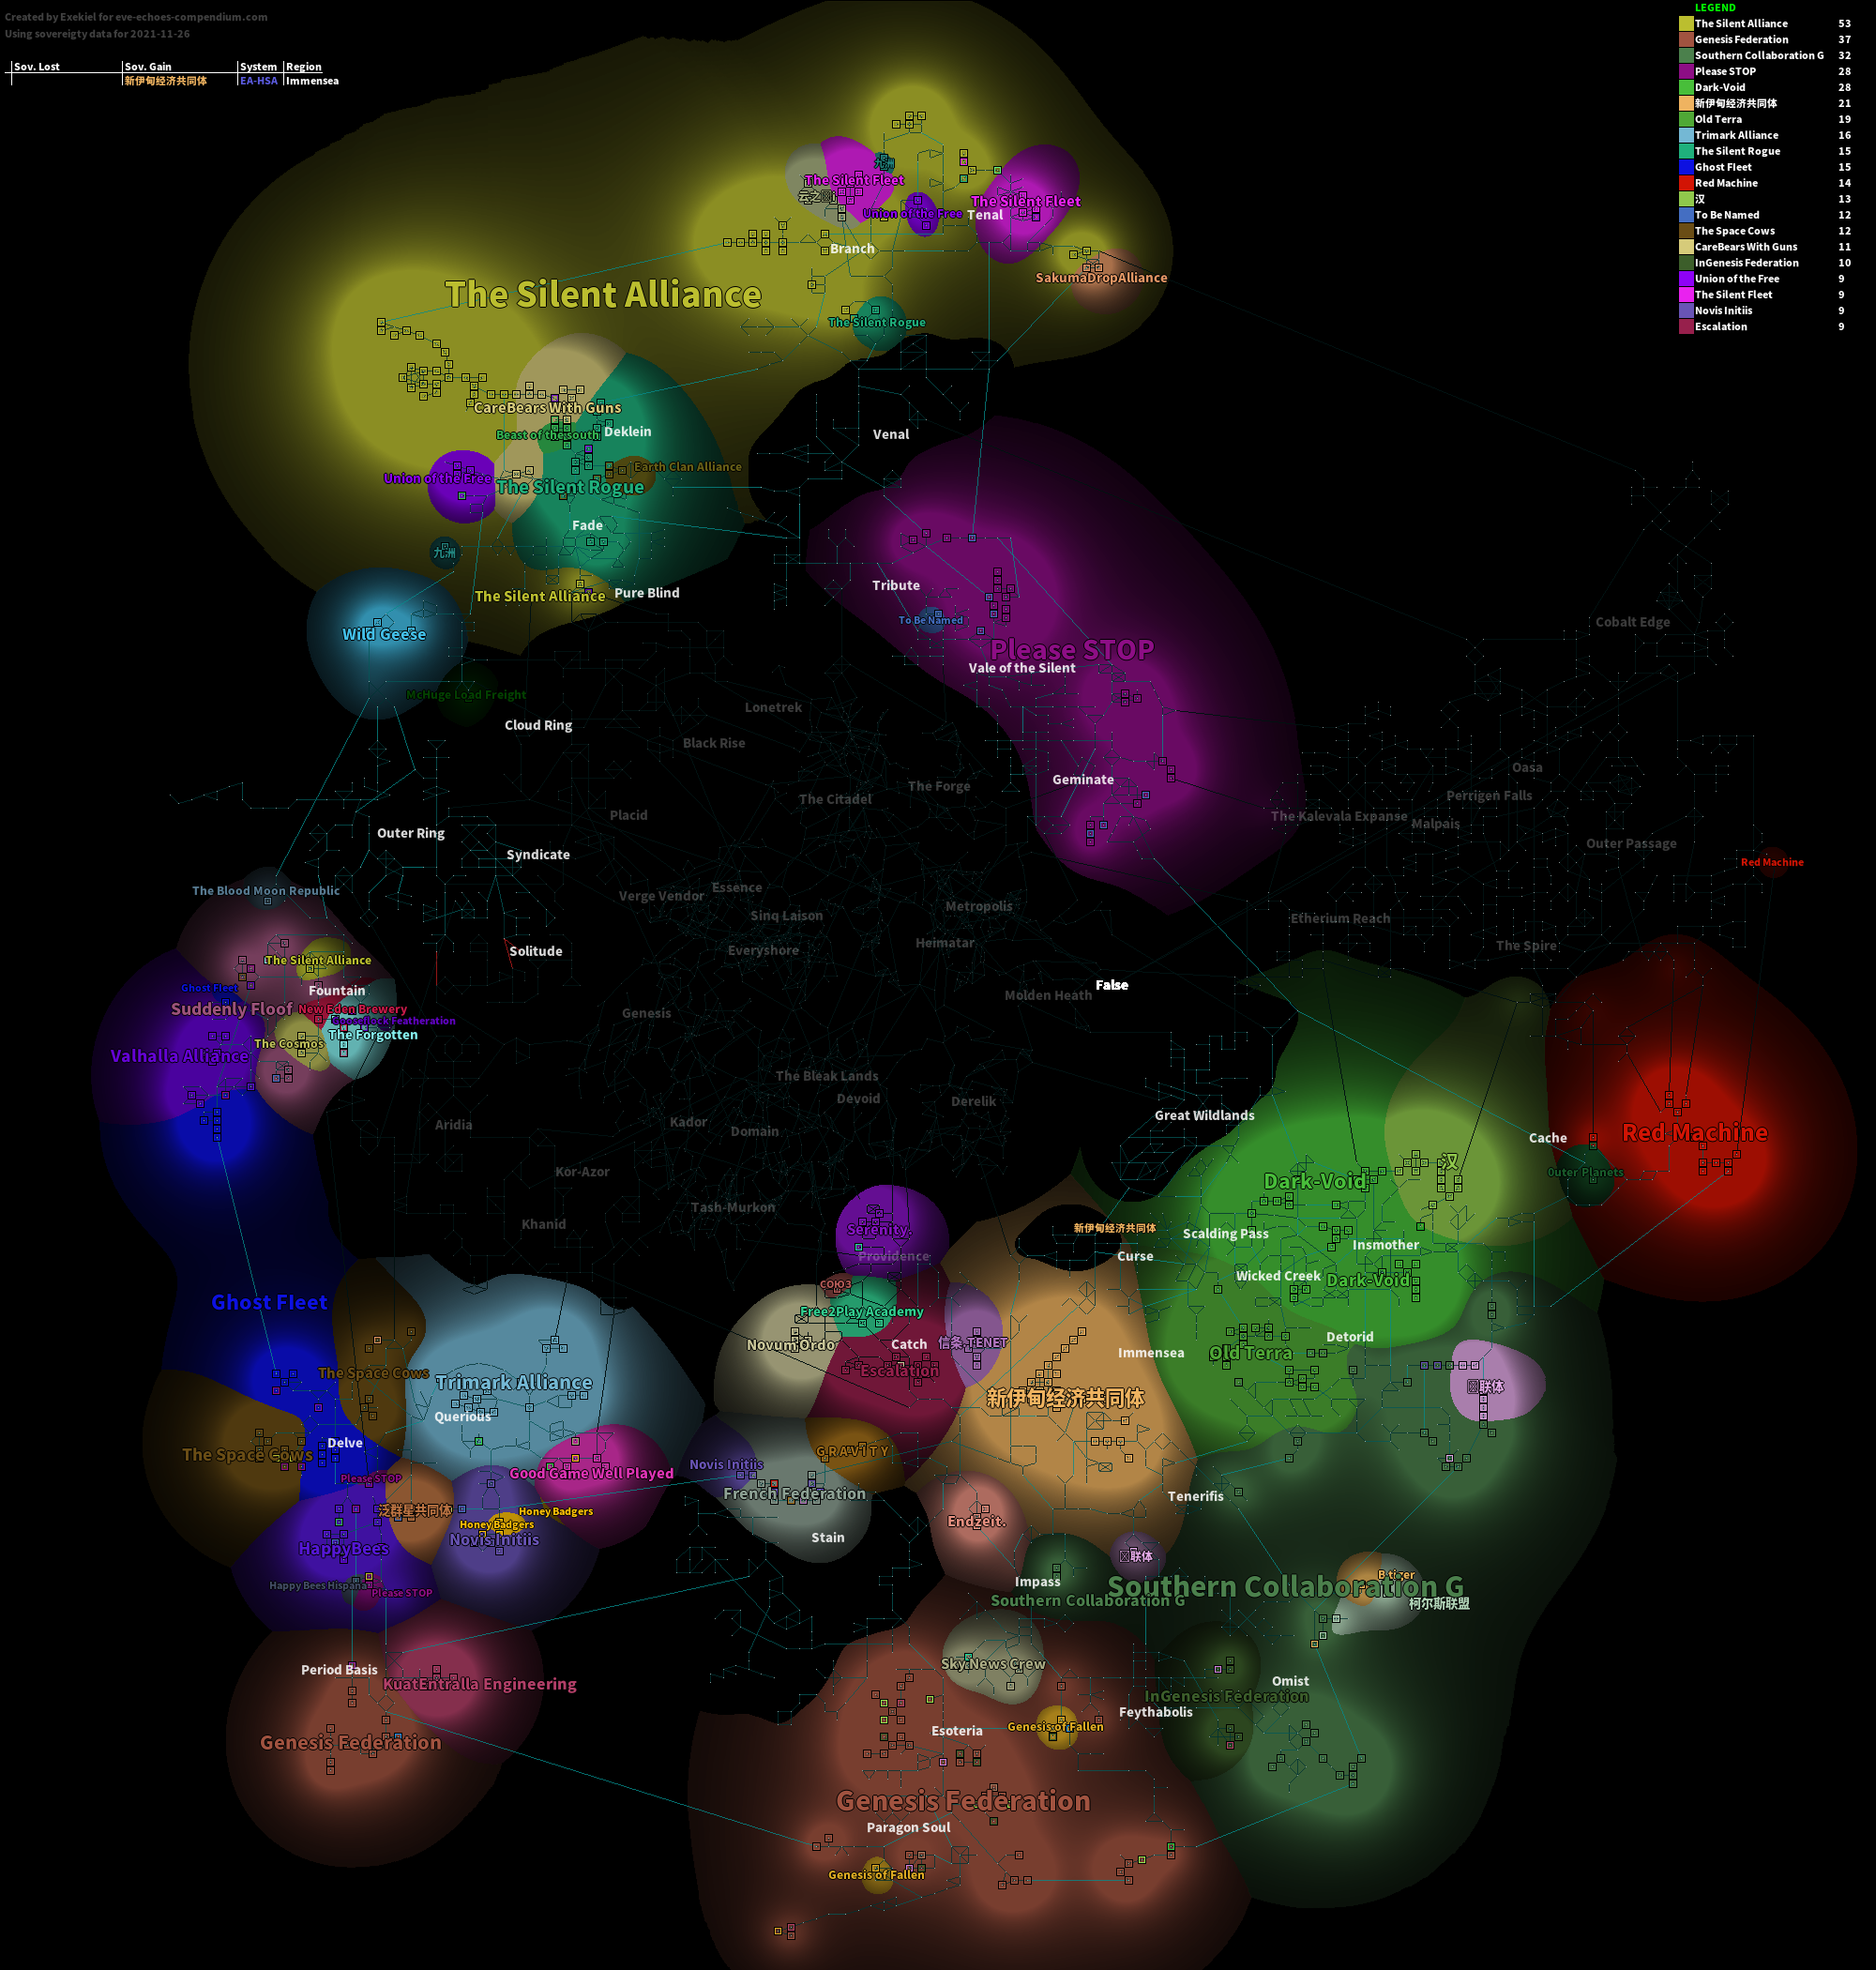 Created by Exekiel for eve-echoes-compendium.com
Using sovereigty data for 2021-11-26
Sov. Lost Sov. Gain System Region
新伊甸经济共同体 EA-HSA Immensea
LEGEND
The Silent Alliance 53
Genesis Federation 37
Southern Collaboration G 32
Please STOP 28
Dark-Void 28
新伊甸经济共同体 21
Old Terra 19
Trimark Alliance 16
The Silent Rogue 15
Ghost Fleet 15
Red Machine 14
汉 13
To Be Named 12
The Space Cows 12
CareBears With Guns 11
InGenesis Federation 10
Union of the Free 9
The Silent Fleet 9
Novis Initiis 9
Escalation 9
九洲
The Silent Fleet
The Silent Fleet
Union of the Free
Tenal
Branch
SakumaDropAlliance
The Silent Alliance
The Silent Rogue
CareBears With Guns
Deklein
Beast of the south
Venal
Earth Clan Alliance
Union of the Free
The Silent Rogue
Fade
九洲
Tribute
Pure Blind
The Silent Alliance
To Be Named
Cobalt Edge
Wild Geese
Please STOP
Vale of the Silent
McHuge Load Freight
Lonetrek
Cloud Ring
Black Rise
Oasa
Geminate
The Forge
Perrigen Falls
The Citadel
Placid
The Kalevala Expanse
Malpais
Outer Ring
Outer Passage
Syndicate
Red Machine
The Blood Moon Republic
Essence
Verge Vendor
Metropolis
Sinq Laison
Etherium Reach
Heimatar
The Spire
Everyshore
Solitude
The Silent Alliance
Ghost Fleet
Fountain
False
Molden Heath
Suddenly Floof
New Eden Brewery
Genesis
Gooseflock Featheration
The Forgotten
The Cosmos
Valhalla Alliance
The Bleak Lands
Devoid
Derelik
Great Wildlands
Aridia
Kador
Domain
Red Machine
Cache
汉
Kor-Azor
Outer Planets
Dark-Void
Tash-Murkon
Khanid
Serenity.
新伊甸经济共同体
Scalding Pass
Insmother
Providence
Curse
Wicked Creek
Dark-Void
COJO3
Ghost Fleet
Free2Play Academy
Detorid
Novum Ordo
Catch
信条-TENET
Immensea
Old Terra
The Space Cows
Escalation
Trimark Alliance
联体
新伊甸经济共同体
Querious
Delve
The Space Cows
GRAVITY
Novis Initiis
Good Game Well Played
Please STOP
French Federation
Tenerifis
泛群星共同体
Honey Badgers
Honey Badgers
Endzeit.
Stain
Novis Initiis
HappyBees
联体
B tiger
Impass
Happy Bees Hispana
Southern Collaboration G
Please STOP
Southern Collaboration G
柯尔斯联盟
Sky News Crew
Period Basis
Omist
KuatEntralla Engineering
InGenesis Federation
Feythabolis
Genesis of Fallen
Esoteria
Genesis Federation
Genesis Federation
Paragon Soul
Genesis of Fallen